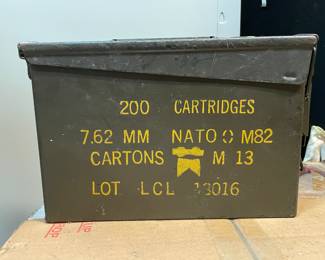 200 CARTRIDGES
7.62 MM NATO M82
CARTONS M 13
LOT LCL 13016